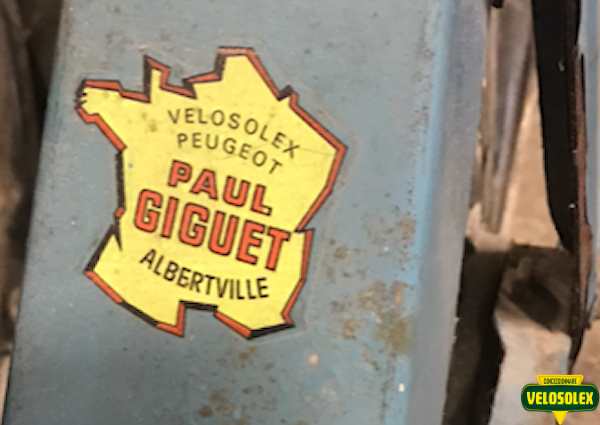 VELOSOLEX
PEUGEOT
PAUL
GIGUET
ALBERTVILLE
CONCESSIONNAIRE
VELOSOLEX